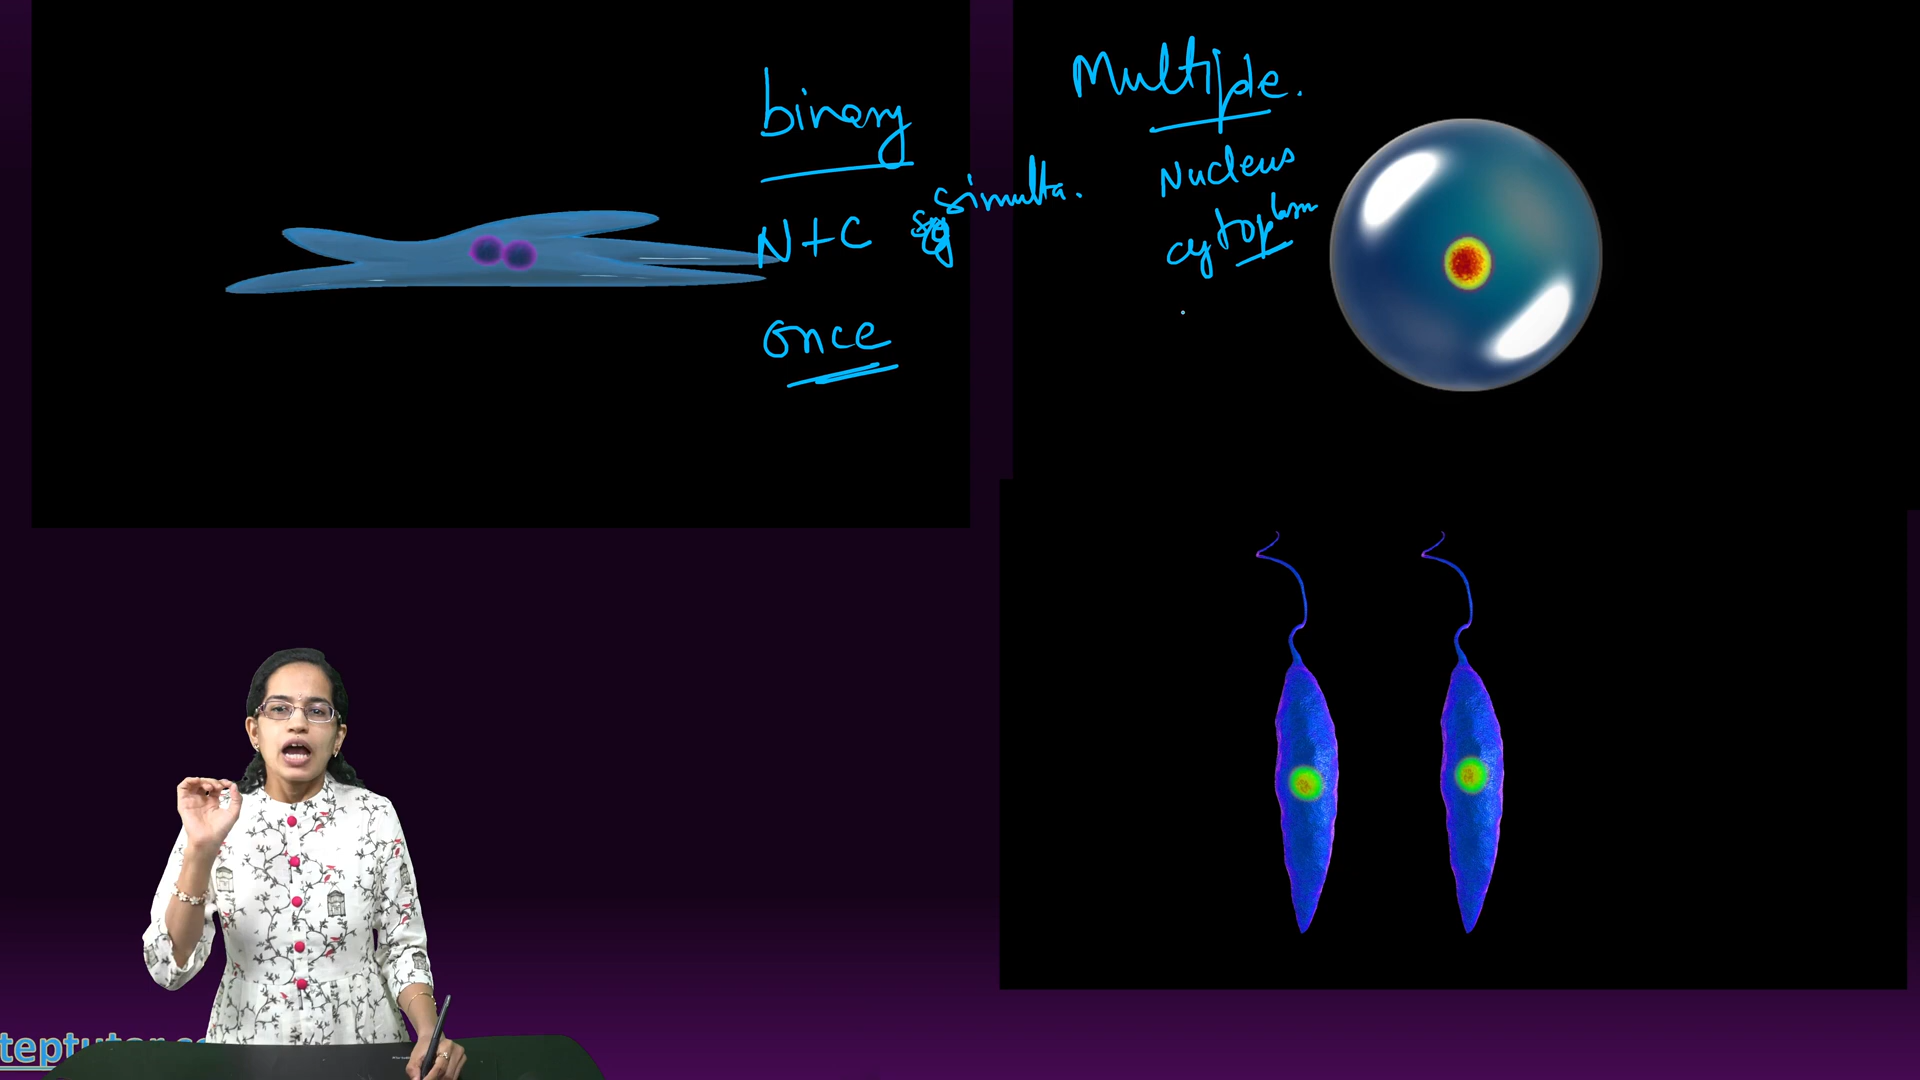 binary
N+C simulta.
once
Multiple.
Nucleus
cytoplasm